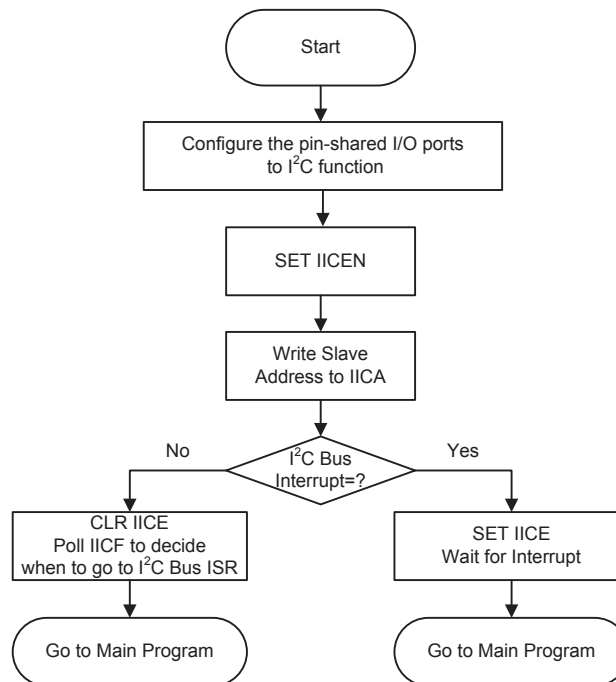 Start
Configure the pin-shared I/O ports
to I²C function
SET IICEN
Write Slave
Address to IICA
I²C Bus
Interrupt=?
No
Yes
CLR IICE
Poll IICF to decide
when to go to I²C Bus ISR
SET IICE
Wait for Interrupt
Go to Main Program
Go to Main Program